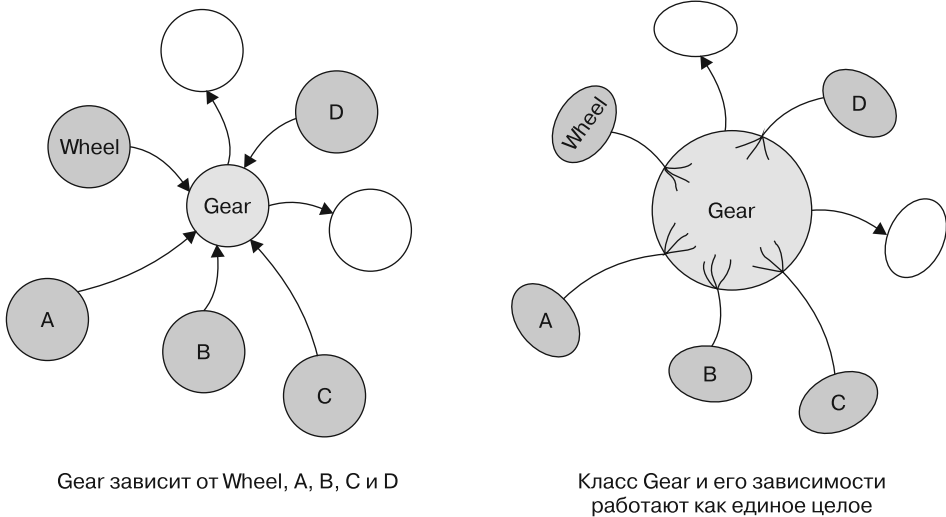 D
Wheel
Gear
A
B
C
Gear зависит от Wheel, A, B, C и D
Wheel
D
Gear
A
B
C
Класс Gear и его зависимости
работают как единое целое